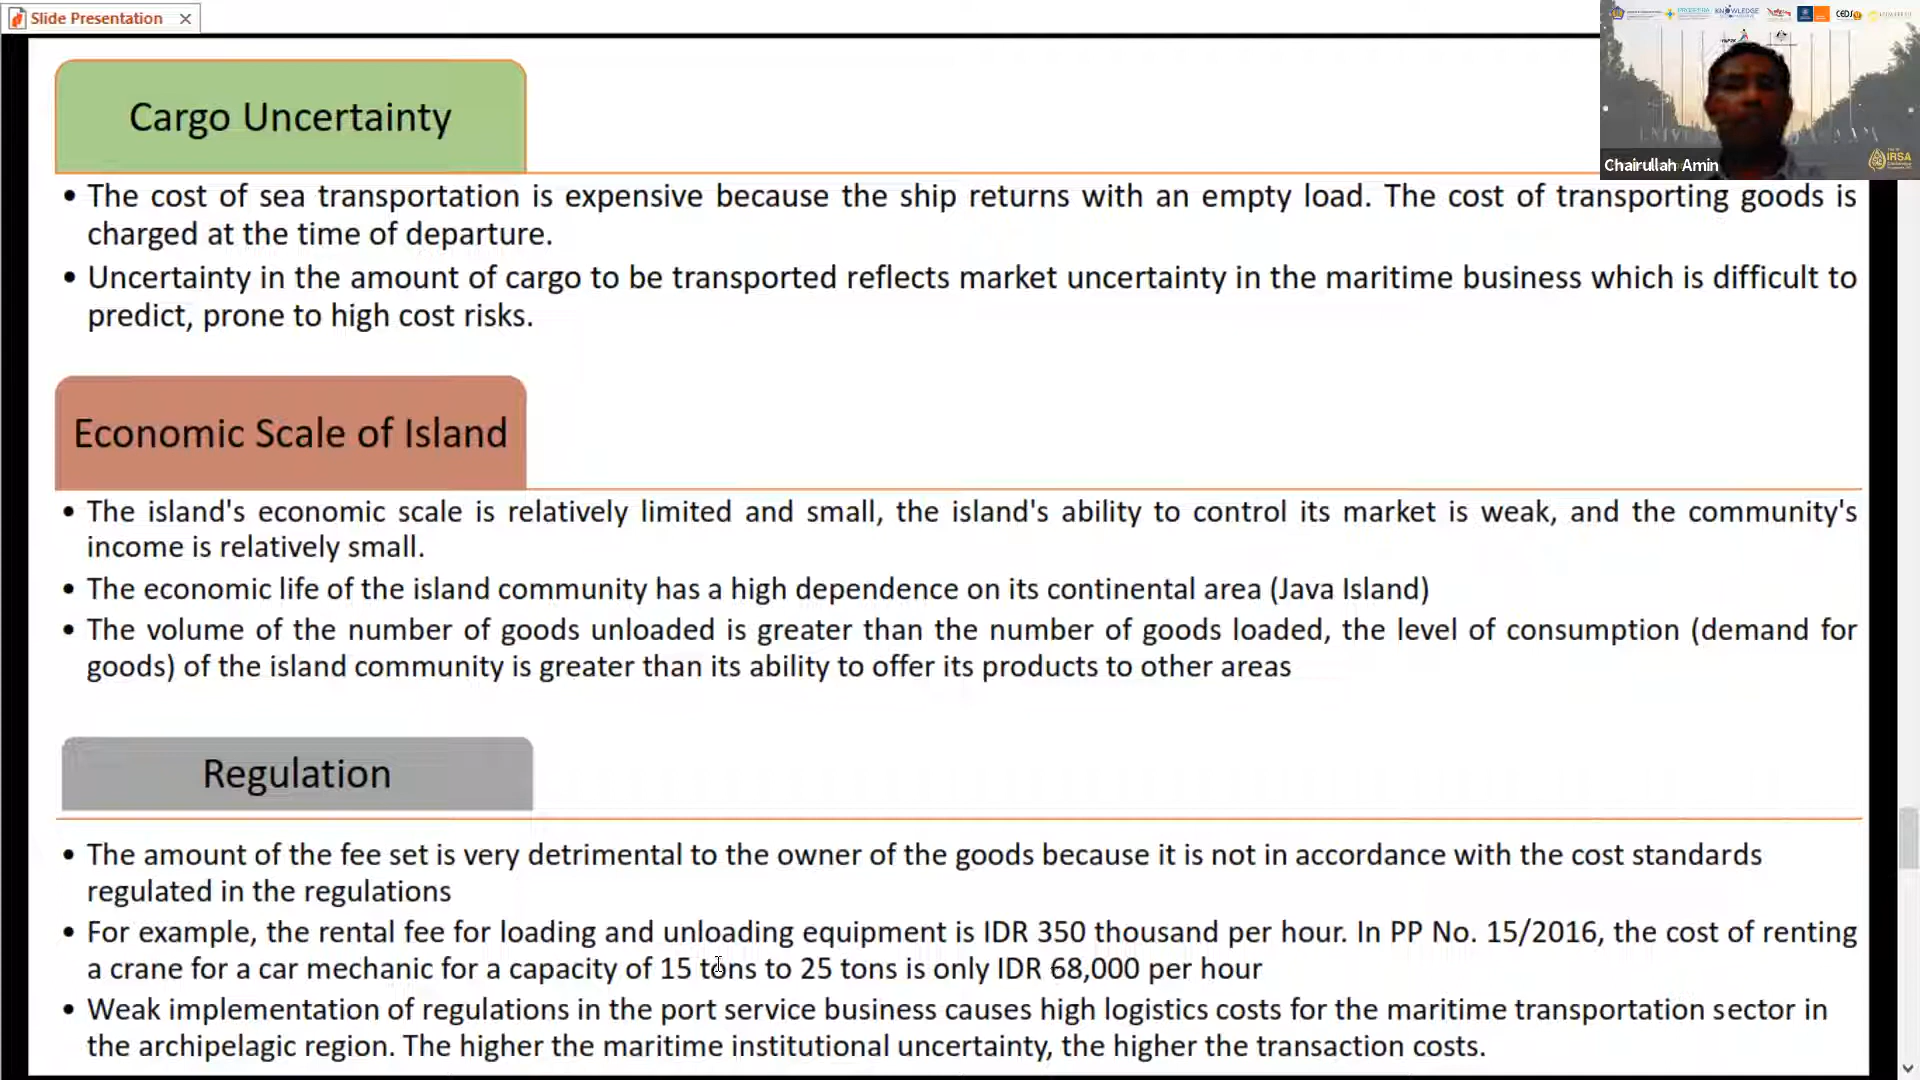 Slide Presentation
KNOWLEDGE
Chairullah Amin
IRSA
Cargo Uncertainty
• The cost of sea transportation is expensive because the ship returns with an empty load. The cost of transporting goods is
charged at the time of departure.
• Uncertainty in the amount of cargo to be transported reflects market uncertainty in the maritime business which is difficult to
predict, prone to high cost risks.
Economic Scale of Island
• The island's economic scale is relatively limited and small, the island's ability to control its market is weak, and the community's
income is relatively small.
• The economic life of the island community has a high dependence on its continental area (Java Island)
• The volume of the number of goods unloaded is greater than the number of goods loaded, the level of consumption (demand for
goods) of the island community is greater than its ability to offer its products to other areas
Regulation
• The amount of the fee set is very detrimental to the owner of the goods because it is not in accordance with the cost standards
regulated in the regulations
• For example, the rental fee for loading and unloading equipment is IDR 350 thousand per hour. In PP No. 15/2016, the cost of renting
a crane for a car mechanic for a capacity of 15 tons to 25 tons is only IDR 68,000 per hour
• Weak implementation of regulations in the port service business causes high logistics costs for the maritime transportation sector in
the archipelagic region. The higher the maritime institutional uncertainty, the higher the transaction costs.